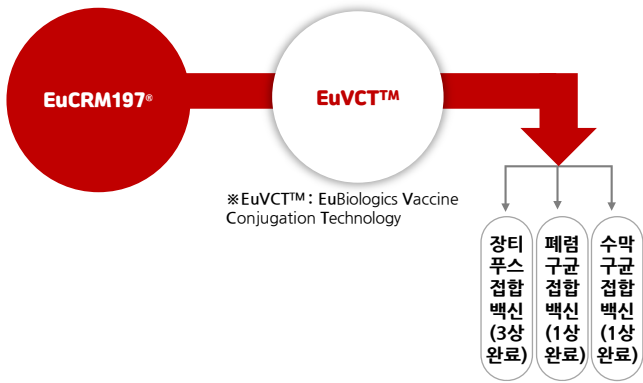 EuCRM197®
EuVCT™
※EuVCT™: EuBiologics Vaccine
Conjugation Technology
장티
푸스
접합
백신
(3상
완료)
폐렴
구균
접합
백신
(1상
완료)
수막
구균
접합
백신
(1상
완료)